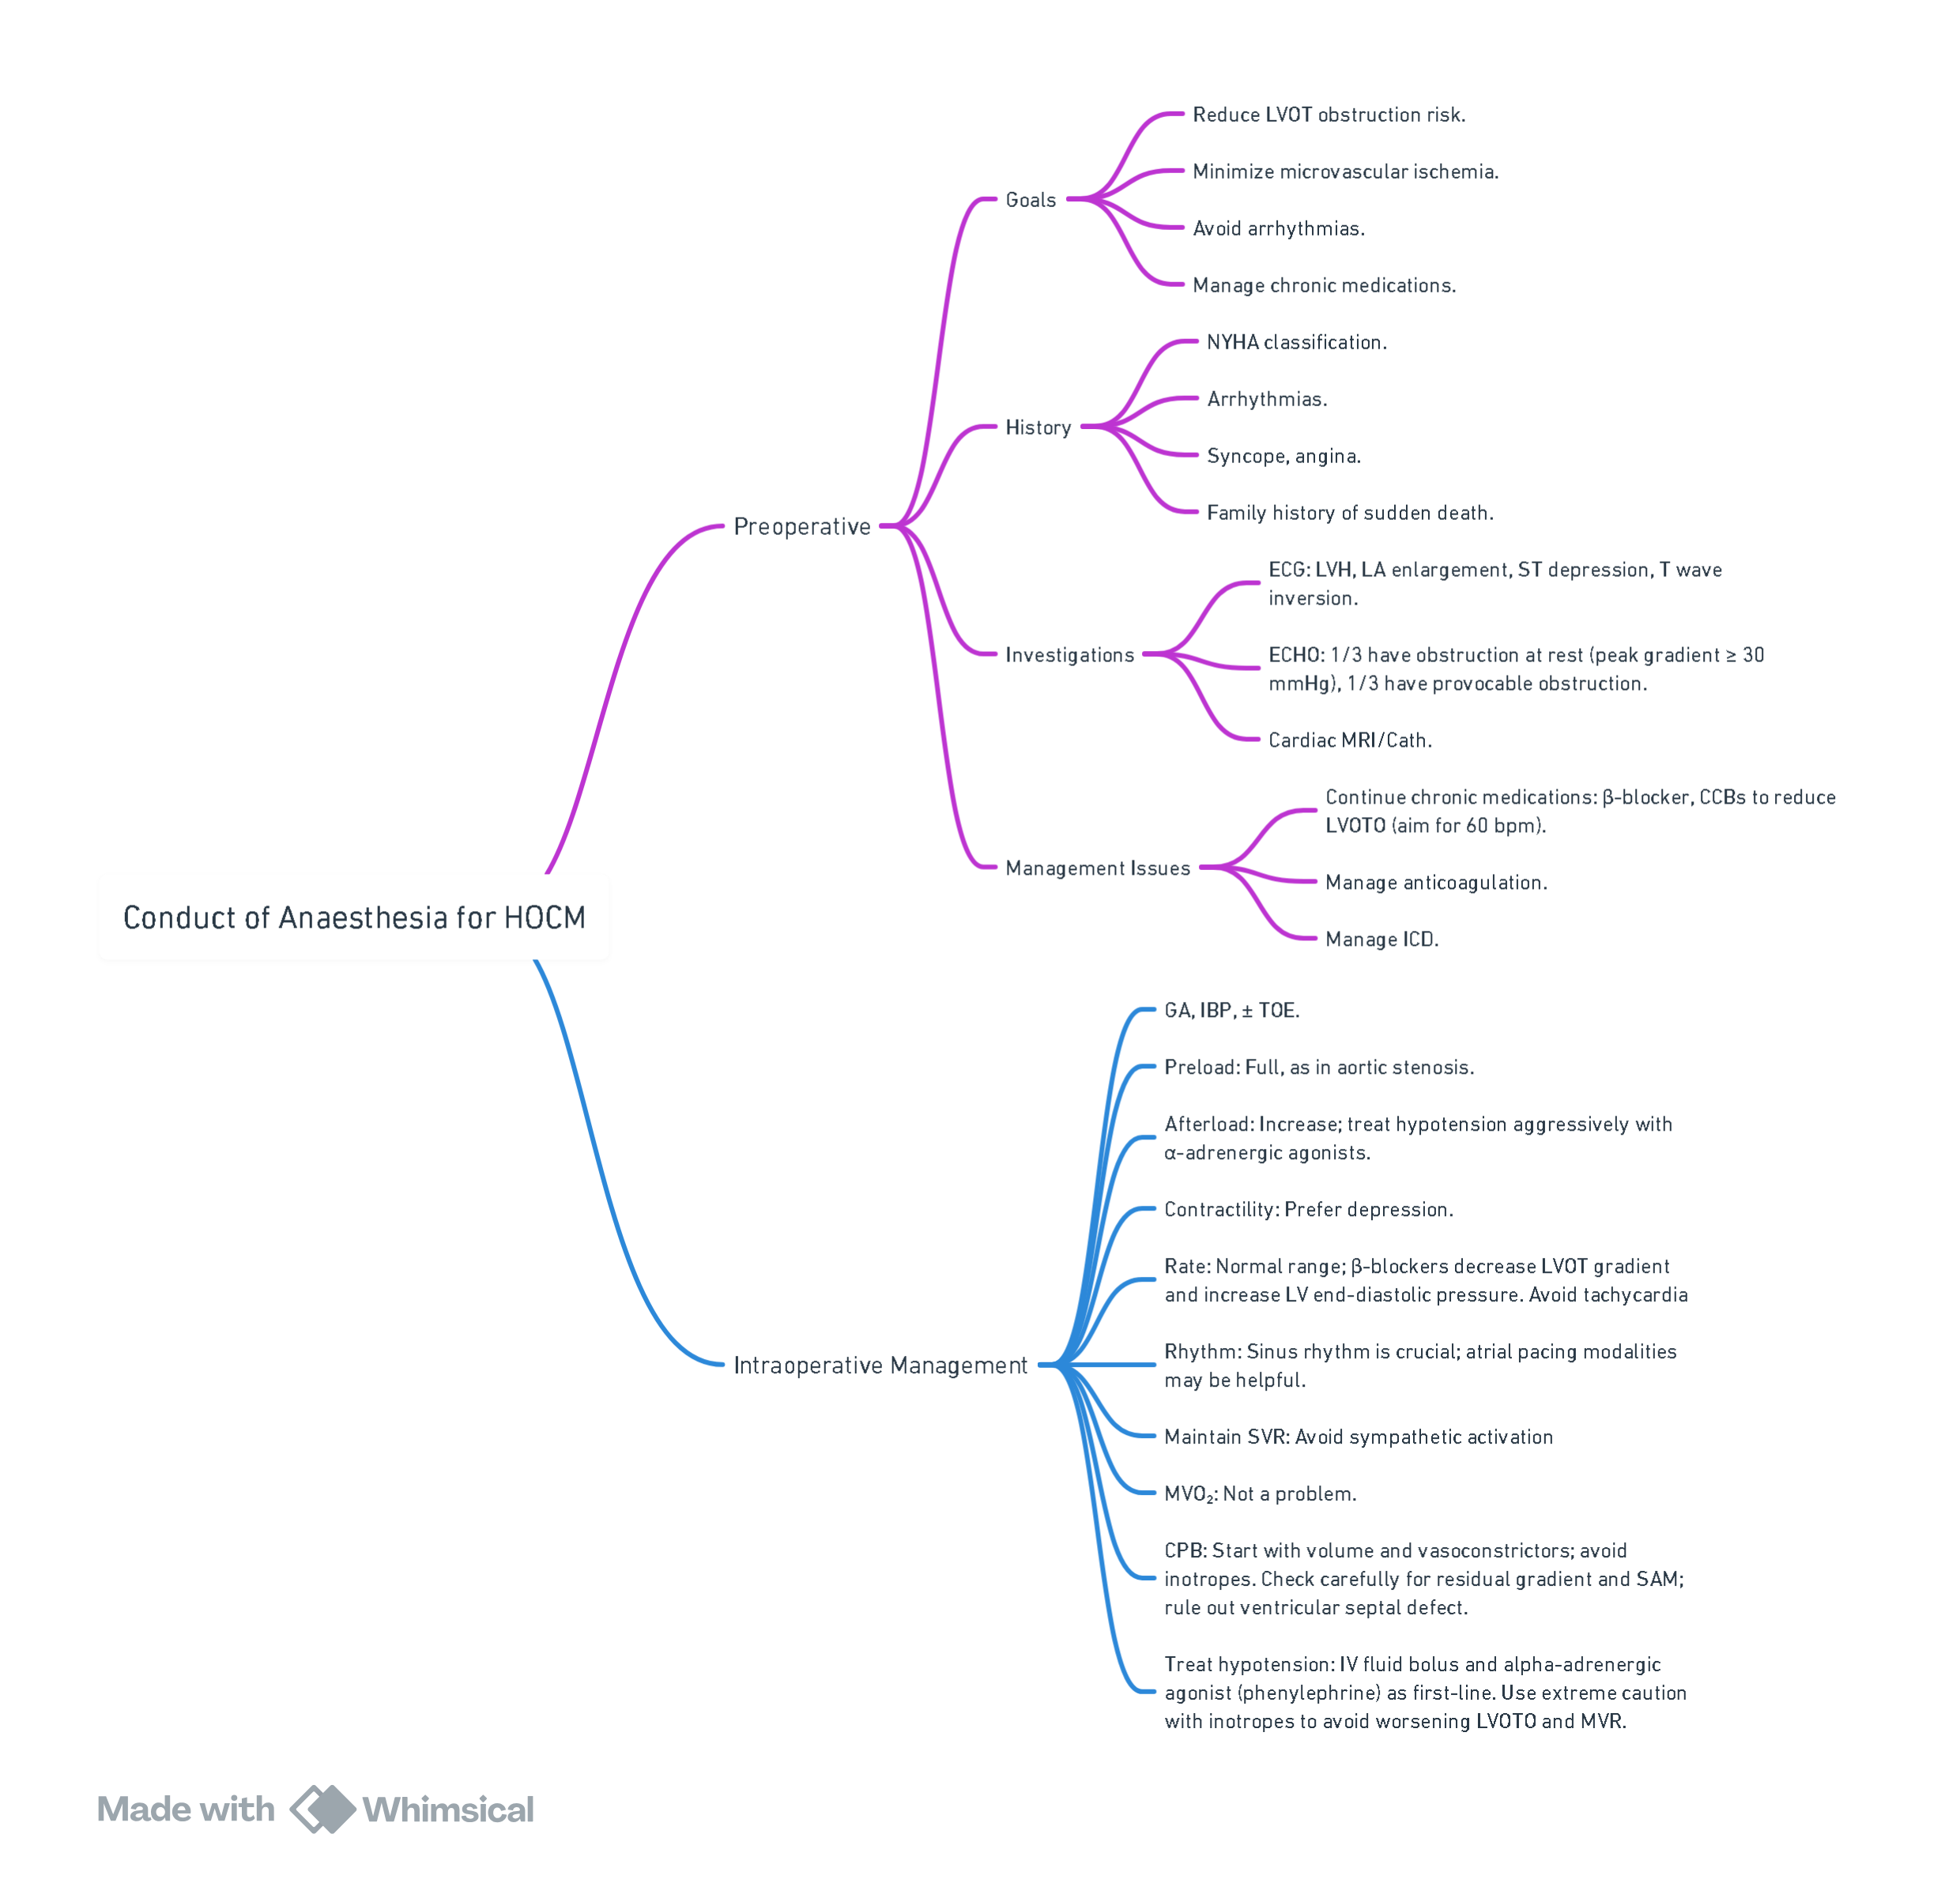 Reduce LVOT obstruction risk.
Minimize microvascular ischemia.
Goals
Avoid arrhythmias.
Manage chronic medications.
NYHA classification.
Arrhythmias.
History
Syncope, angina.
Family history of sudden death.
Preoperative
ECG: LVH, LA enlargement, ST depression, T wave
inversion.
Investigations
ECHO: 1/3 have obstruction at rest (peak gradient ≥ 30
mmHg), 1/3 have provocable obstruction.
Cardiac MRI/Cath.
Continue chronic medications: β-blocker, CCBs to reduce
LVOTO (aim for 60 bpm).
Management Issues
Manage anticoagulation.
Manage ICD.
Conduct of Anaesthesia for HOCM
GA, IBP, ± TOE.
Preload: Full, as in aortic stenosis.
Afterload: Increase; treat hypotension aggressively with
α-adrenergic agonists.
Contractility: Prefer depression.
Rate: Normal range; β-blockers decrease LVOT gradient
and increase LV end-diastolic pressure. Avoid tachycardia
Intraoperative Management
Rhythm: Sinus rhythm is crucial; atrial pacing modalities
may be helpful.
Maintain SVR: Avoid sympathetic activation
MVO₂: Not a problem.
CPB: Start with volume and vasoconstrictors; avoid
inotropes. Check carefully for residual gradient and SAM;
rule out ventricular septal defect.
Treat hypotension: IV fluid bolus and alpha-adrenergic
agonist (phenylephrine) as first-line. Use extreme caution
with inotropes to avoid worsening LVOTO and MVR.
Made with Whimsical